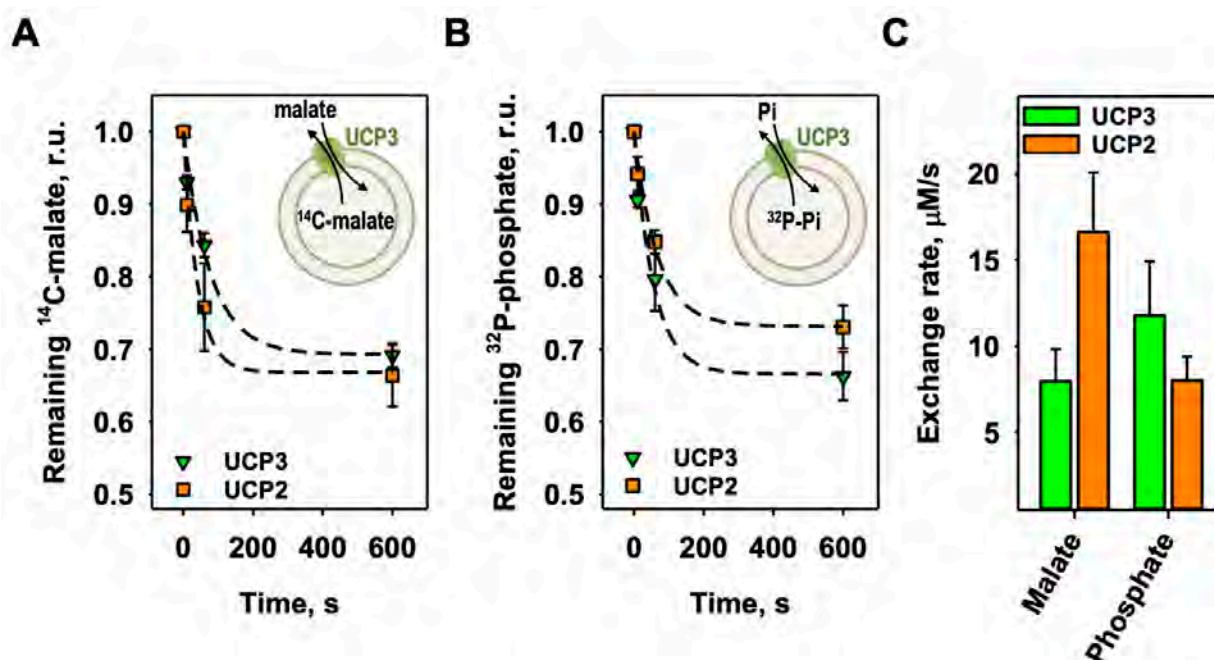 A
B
C
Remaining ¹⁴C-malate, r.u.
1.0
0.9
0.8
0.7
0.6
0.5
malate
UCP3
¹⁴C-malate
UCP3
UCP2
0 200 400 600
Time, s
Remaining ³²P-phosphate, r.u.
1.0
0.9
0.8
0.7
0.6
0.5
Pi
UCP3
³²P-Pi
UCP3
UCP2
0 200 400 600
Time, s
Exchange rate, µM/s
UCP3
UCP2
20
15
10
5
Malate
Phosphate